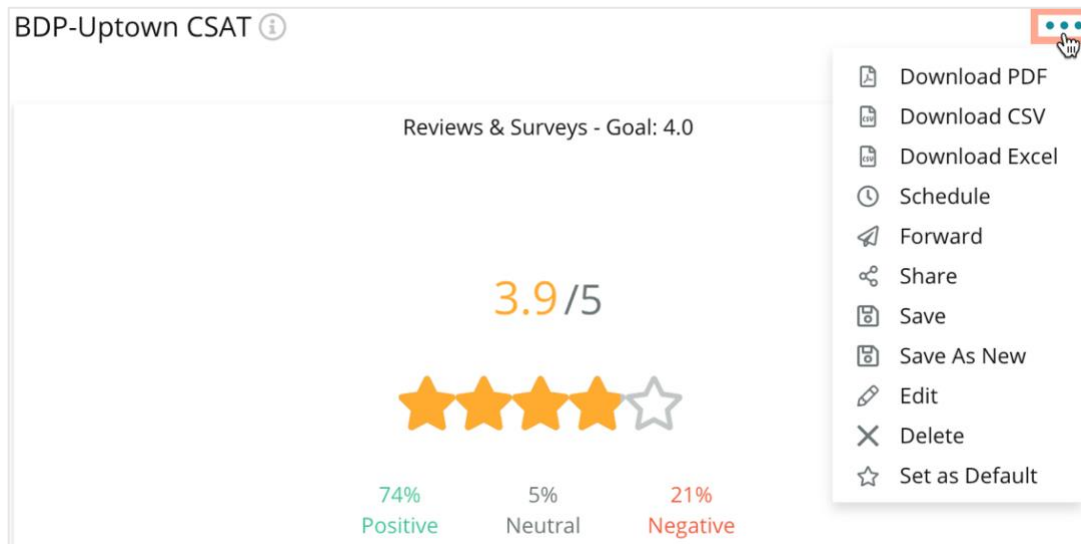 BDP-Uptown CSAT
Download PDF
Download CSV
Download Excel
Schedule
Forward
Share
Save
Save As New
Edit
Delete
Set as Default
Reviews & Surveys - Goal: 4.0
3.9/5
74% 5% 21%
Positive Neutral Negative